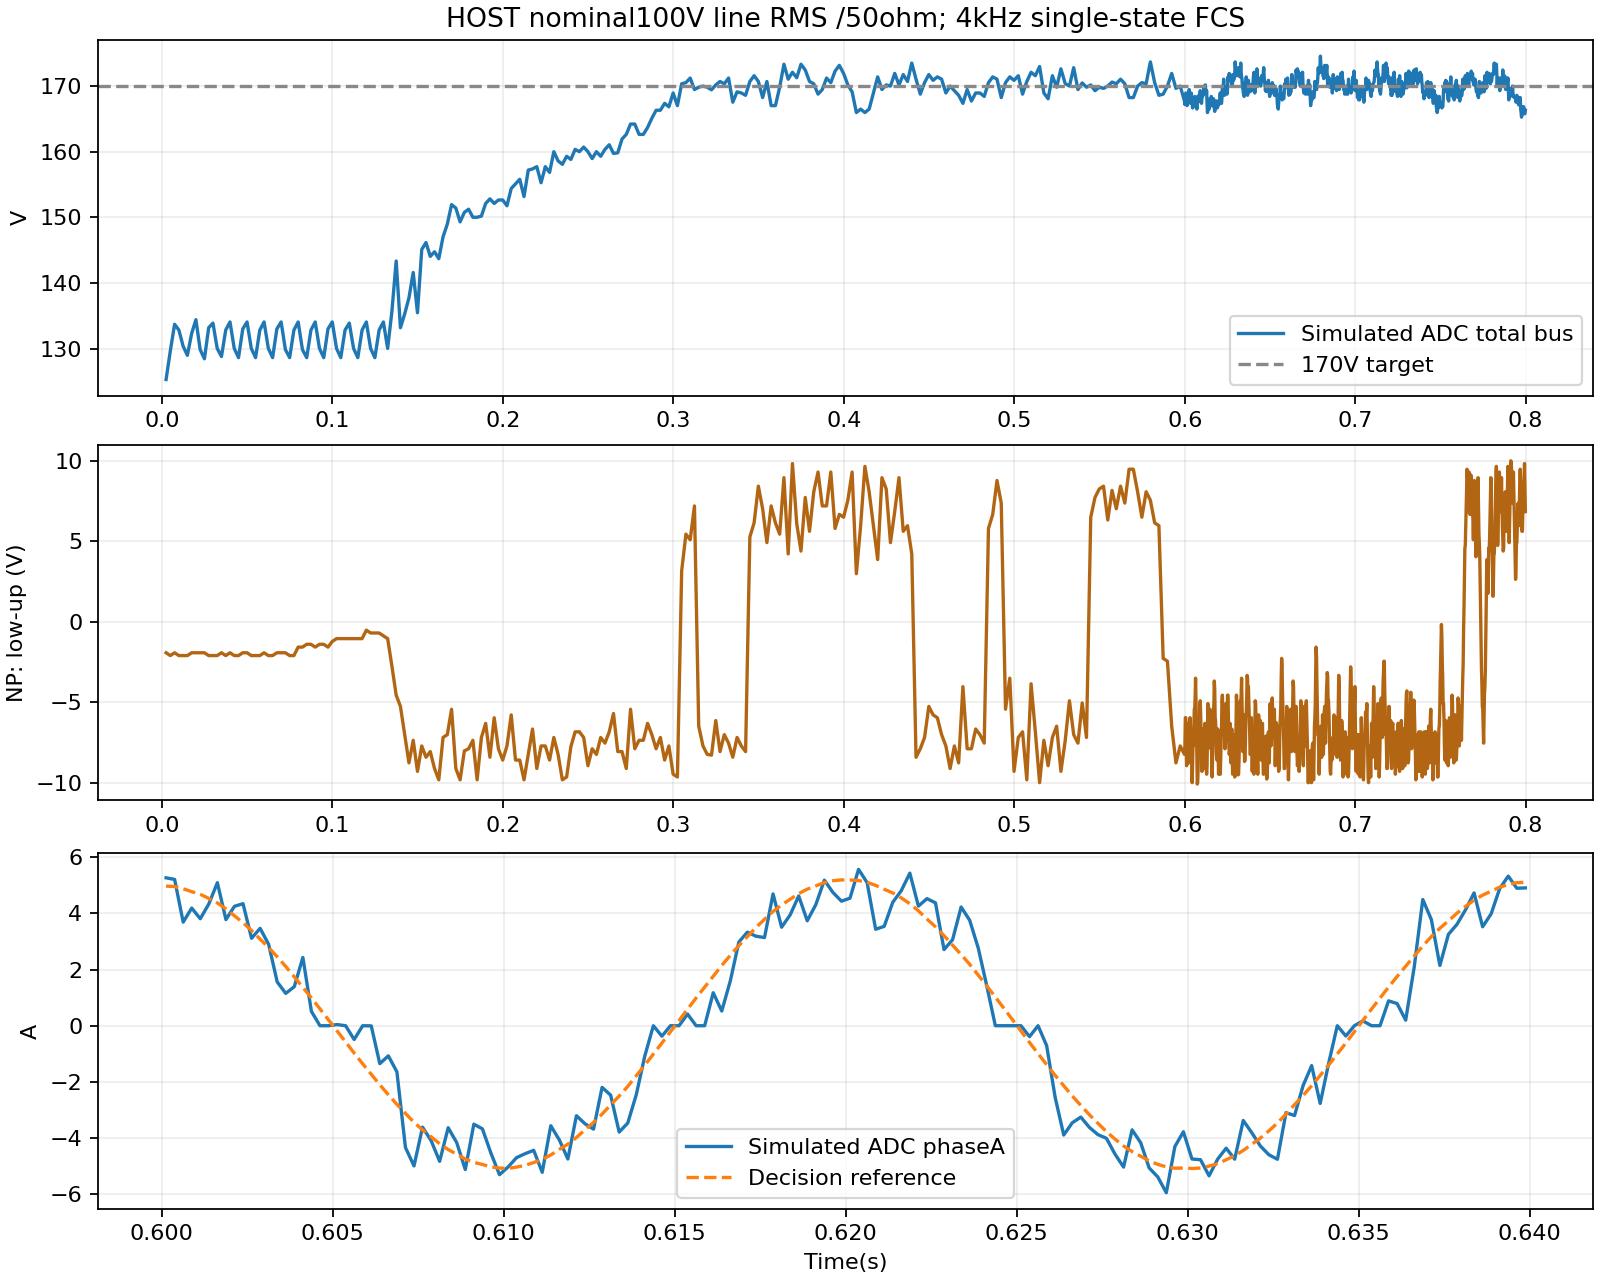 HOST nominal100V line RMS /50ohm; 4kHz single-state FCS
V
170
160
150
140
130
Simulated ADC total bus
170V target
0.0 0.1 0.2 0.3 0.4 0.5 0.6 0.7 0.8
NP: low-up (V)
10
5
0
−5
−10
0.0 0.1 0.2 0.3 0.4 0.5 0.6 0.7 0.8
A
6
4
2
0
−2
−4
−6
Simulated ADC phaseA
Decision reference
0.600 0.605 0.610 0.615 0.620 0.625 0.630 0.635 0.640
Time(s)